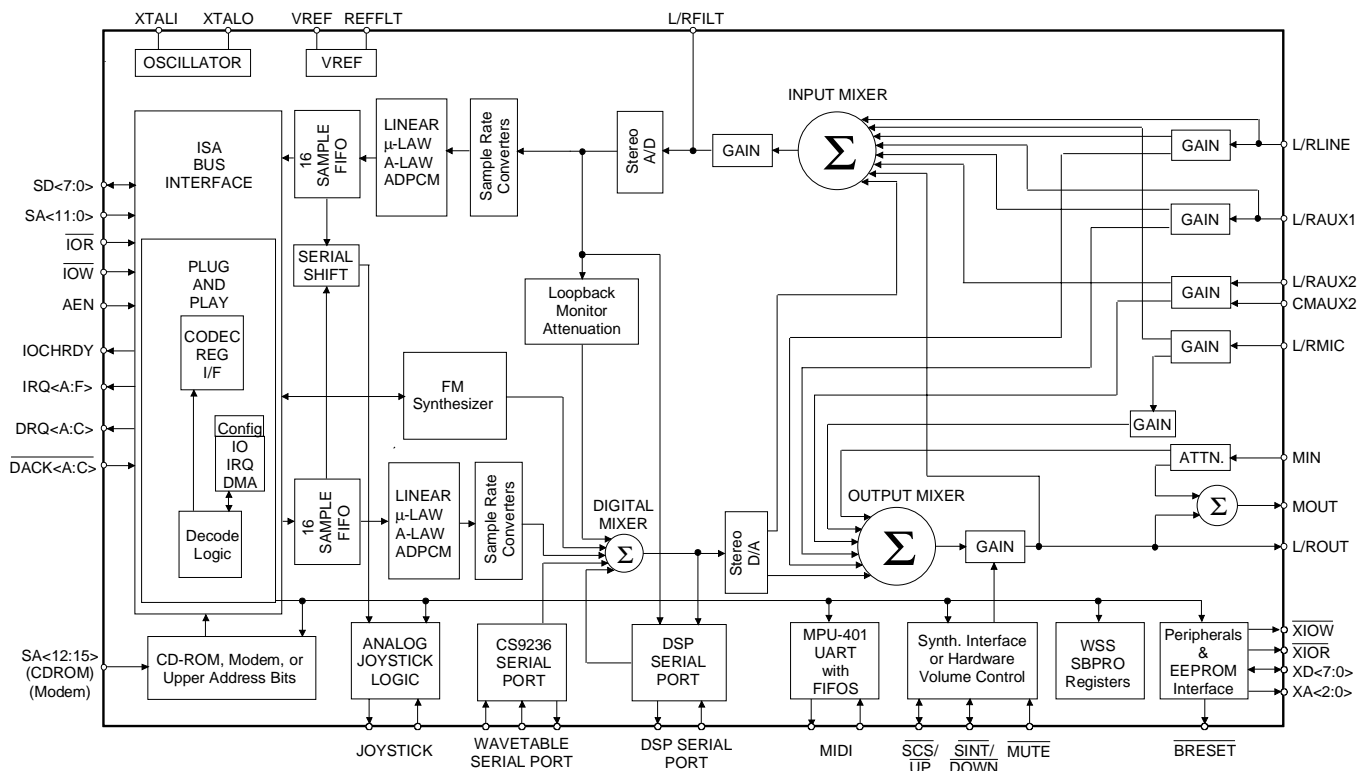 XTALI
XTALO
VREF
REFFLT
L/RFILT
OSCILLATOR
VREF
INPUT MIXER
Σ
ISA
BUS
INTERFACE
16
SAMPLE
FIFO
LINEAR
µ-LAW
A-LAW
ADPCM
Sample Rate
Converters
Stereo
A/D
GAIN
GAIN
L/RLINE
SD<7:0>
SA<11:0>
IOR
IOW
AEN
IOCHRDY
IRQ<A:F>
DRQ<A:C>
DACK<A:C>
PLUG
AND
PLAY
CODEC
REG
I/F
Config
IO
IRQ
DMA
Decode
Logic
SERIAL
SHIFT
Loopback
Monitor
Attenuation
FM
Synthesizer
GAIN
L/RAUX1
GAIN
L/RAUX2
CMAUX2
GAIN
L/RMIC
GAIN
ATTN.
MIN
16
SAMPLE
FIFO
LINEAR
µ-LAW
A-LAW
ADPCM
Sample Rate
Converters
DIGITAL
MIXER
Σ
Stereo
D/A
OUTPUT MIXER
Σ
GAIN
Σ
MOUT
L/ROUT
SA<12:15>
(CDROM)
(Modem)
CD-ROM, Modem, or
Upper Address Bits
ANALOG
JOYSTICK
LOGIC
CS9236
SERIAL
PORT
DSP
SERIAL
PORT
MPU-401
UART
with
FIFOS
Synth. Interface
or Hardware
Volume Control
WSS
SBPRO
Registers
Peripherals
&
EEPROM
Interface
XIOW
XIOR
XD<7:0>
XA<2:0>
JOYSTICK
WAVETABLE
SERIAL PORT
DSP SERIAL
PORT
MIDI
SCS/
UP
SINT/
DOWN
MUTE
BRESET